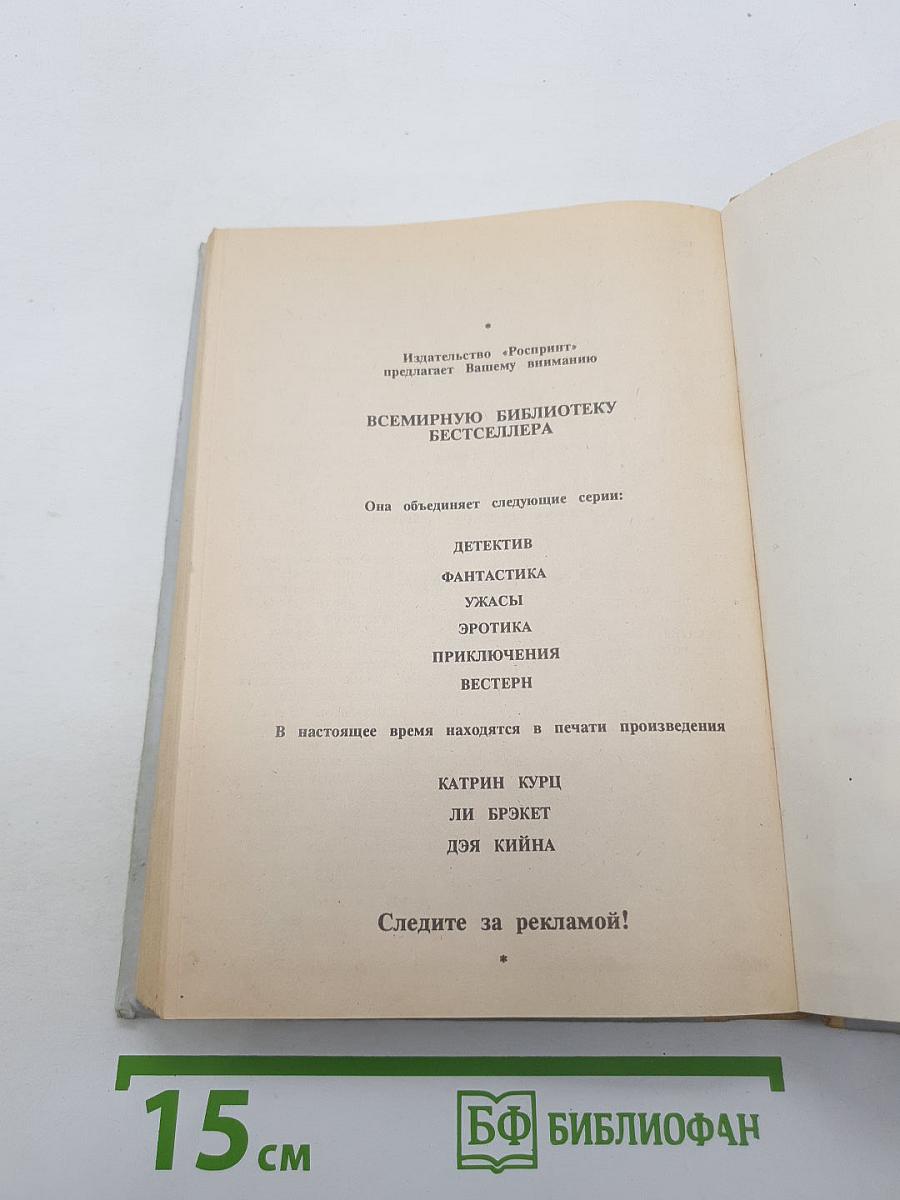 *
Издательство «Роспринт»
предлагает Вашему вниманию
ВСЕМИРНУЮ БИБЛИОТЕКУ
БЕСТСЕЛЛЕРА
Она объединяет следующие серии:
ДЕТЕКТИВ
ФАНТАСТИКА
УЖАСЫ
ЭРОТИКА
ПРИКЛЮЧЕНИЯ
ВЕСТЕРН
В настоящее время находятся в печати произведения
КАТРИН КУРЦ
ЛИ БРЭКЕТ
ДЭЯ КИЙНА
Следите за рекламой!
*
15 см
БФ БИБЛИОФАН